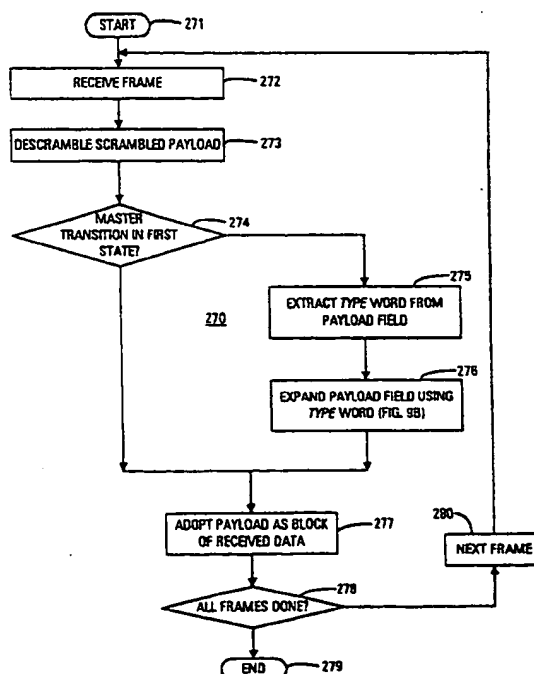 START
271
RECEIVE FRAME
272
DESCRAMBLE SCRAMBLED PAYLOAD
273
MASTER
TRANSITION IN FIRST
STATE?
274
275
EXTRACT TYPE WORD FROM
PAYLOAD FIELD
270
276
EXPAND PAYLOAD FIELD USING
TYPE WORD (FIG. 9B)
ADOPT PAYLOAD AS BLOCK
OF RECEIVED DATA
277
280
NEXT FRAME
278
ALL FRAMES DONE?
END
279